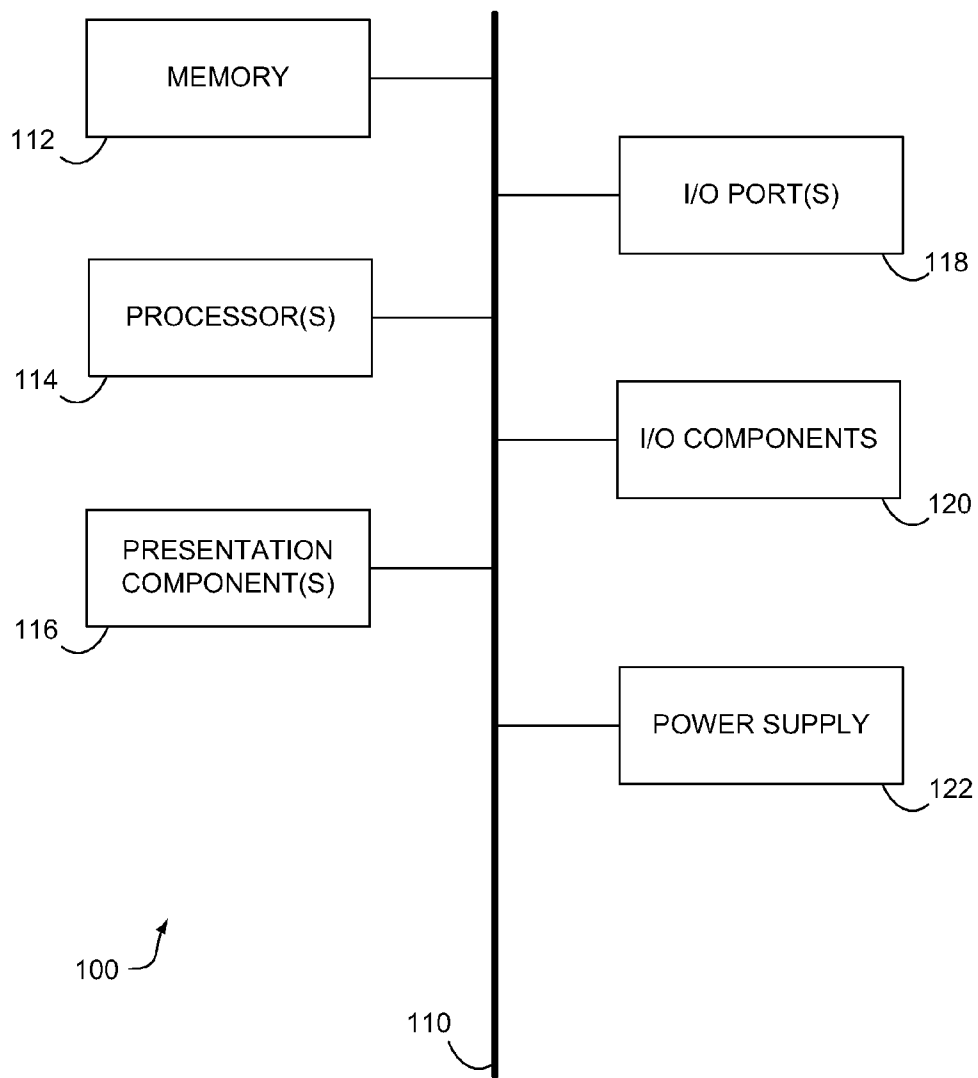 MEMORY
112
I/O PORT(S)
118
PROCESSOR(S)
114
I/O COMPONENTS
120
PRESENTATION
COMPONENT(S)
116
POWER SUPPLY
122
100
110